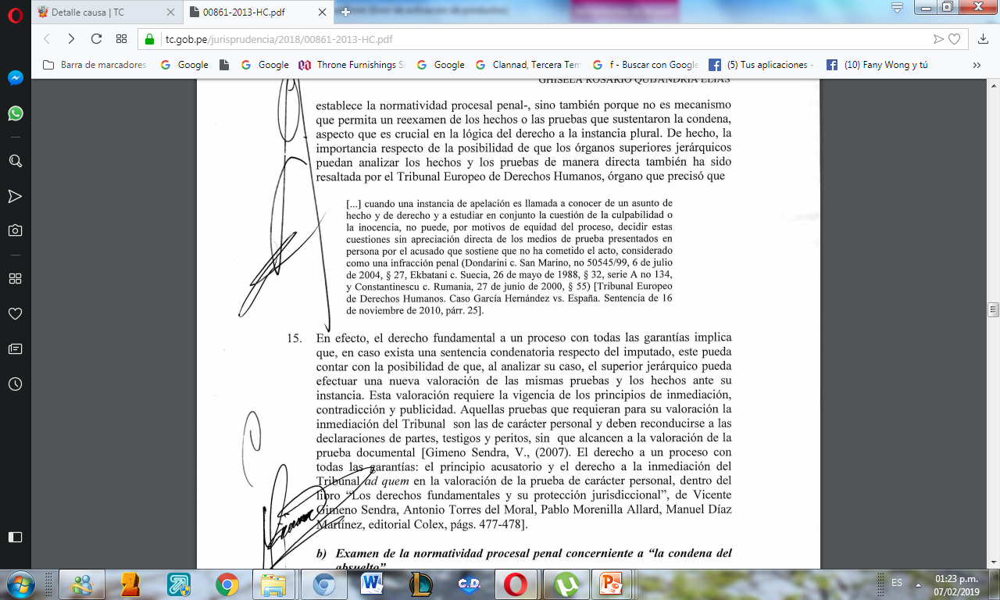 Detalle causa | TC
00861-2013-HC.pdf
tc.gob.pe/jurisprudencia/2018/00861-2013-HC.pdf
Barra de marcadores
Google
Google
Throne Furnishings S
Google
Clannad, Tercera Tem
f - Buscar con Google
(5) Tus aplicaciones -
(10) Fany Wong y tú
GHISELA ROSARIO QUIJANDRIA ELIAS
establece la normatividad procesal penal-, sino también porque no es mecanismo
que permita un reexamen de los hechos o las pruebas que sustentaron la condena,
aspecto que es crucial en la lógica del derecho a la instancia plural. De hecho, la
importancia respecto de la posibilidad de que los órganos superiores jerárquicos
puedan analizar los hechos y los pruebas de manera directa también ha sido
resaltada por el Tribunal Europeo de Derechos Humanos, órgano que precisó que
[...] cuando una instancia de apelación es llamada a conocer de un asunto de
hecho y de derecho y a estudiar en conjunto la cuestión de la culpabilidad o
la inocencia, no puede, por motivos de equidad del proceso, decidir estas
cuestiones sin apreciación directa de los medios de prueba presentados en
persona por el acusado que sostiene que no ha cometido el acto, considerado
como una infracción penal (Dondarini c. San Marino, no 50545/99, 6 de julio
de 2004, § 27, Ekbatani c. Suecia, 26 de mayo de 1988, § 32, serie A no 134,
y Constantinescu c. Rumania, 27 de junio de 2000, § 55) [Tribunal Europeo
de Derechos Humanos. Caso García Hernández vs. España. Sentencia de 16
de noviembre de 2010, párr. 25].
15. En efecto, el derecho fundamental a un proceso con todas las garantías implica
que, en caso exista una sentencia condenatoria respecto del imputado, este pueda
contar con la posibilidad de que, al analizar su caso, el superior jerárquico pueda
efectuar una nueva valoración de las mismas pruebas y los hechos ante su
instancia. Esta valoración requiere la vigencia de los principios de inmediación,
contradicción y publicidad. Aquellas pruebas que requieran para su valoración la
inmediación del Tribunal son las de carácter personal y deben reconducirse a las
declaraciones de partes, testigos y peritos, sin que alcancen a la valoración de la
prueba documental [Gimeno Sendra, V., (2007). El derecho a un proceso con
todas las garantías: el principio acusatorio y el derecho a la inmediación del
Tribunal ad quem en la valoración de la prueba de carácter personal, dentro del
libro “Los derechos fundamentales y su protección jurisdiccional”, de Vicente
Gimeno Sendra, Antonio Torres del Moral, Pablo Morenilla Allard, Manuel Díaz
Martínez, editorial Colex, págs. 477-478].
b) Examen de la normatividad procesal penal concerniente a “la condena del
absuelto”
C.D.
ES
01:23 p.m.
07/02/2019